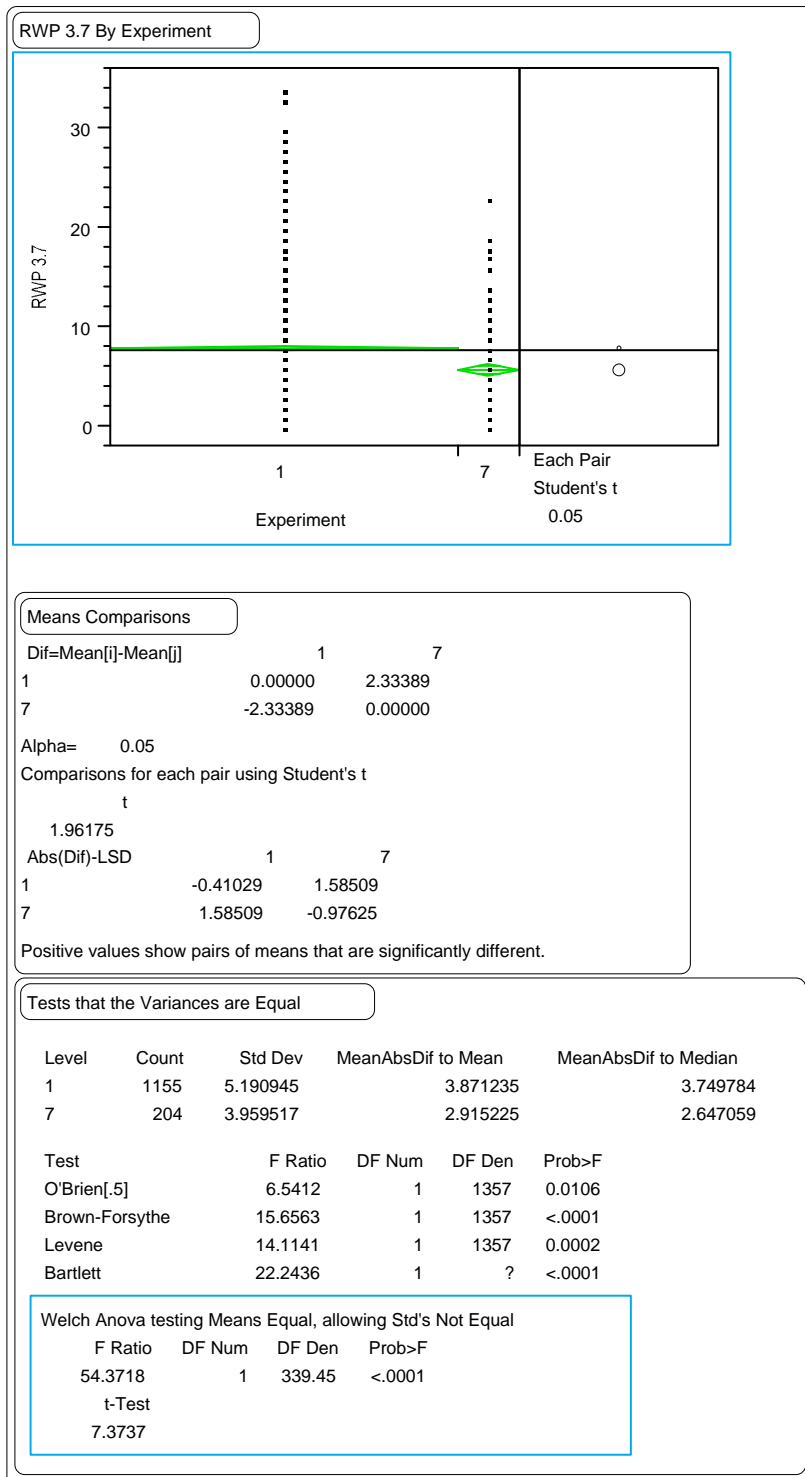 RWP 3.7 By Experiment
30
20
10
0
RWP 3.7
1 7
Experiment
Each Pair
Student's t
0.05
Means Comparisons
Dif=Mean[i]-Mean[j] 1 7
1 0.00000 2.33389
7 -2.33389 0.00000
Alpha= 0.05
Comparisons for each pair using Student's t
t
1.96175
Abs(Dif)-LSD 1 7
1 -0.41029 1.58509
7 1.58509 -0.97625
Positive values show pairs of means that are significantly different.
Tests that the Variances are Equal
Level Count Std Dev MeanAbsDif to Mean MeanAbsDif to Median
1 1155 5.190945 3.871235 3.749784
7 204 3.959517 2.915225 2.647059
Test F Ratio DF Num DF Den Prob>F
O'Brien[.5] 6.5412 1 1357 0.0106
Brown-Forsythe 15.6563 1 1357 <.0001
Levene 14.1141 1 1357 0.0002
Bartlett 22.2436 1 ? <.0001
Welch Anova testing Means Equal, allowing Std's Not Equal
F Ratio DF Num DF Den Prob>F
54.3718 1 339.45 <.0001
t-Test
7.3737